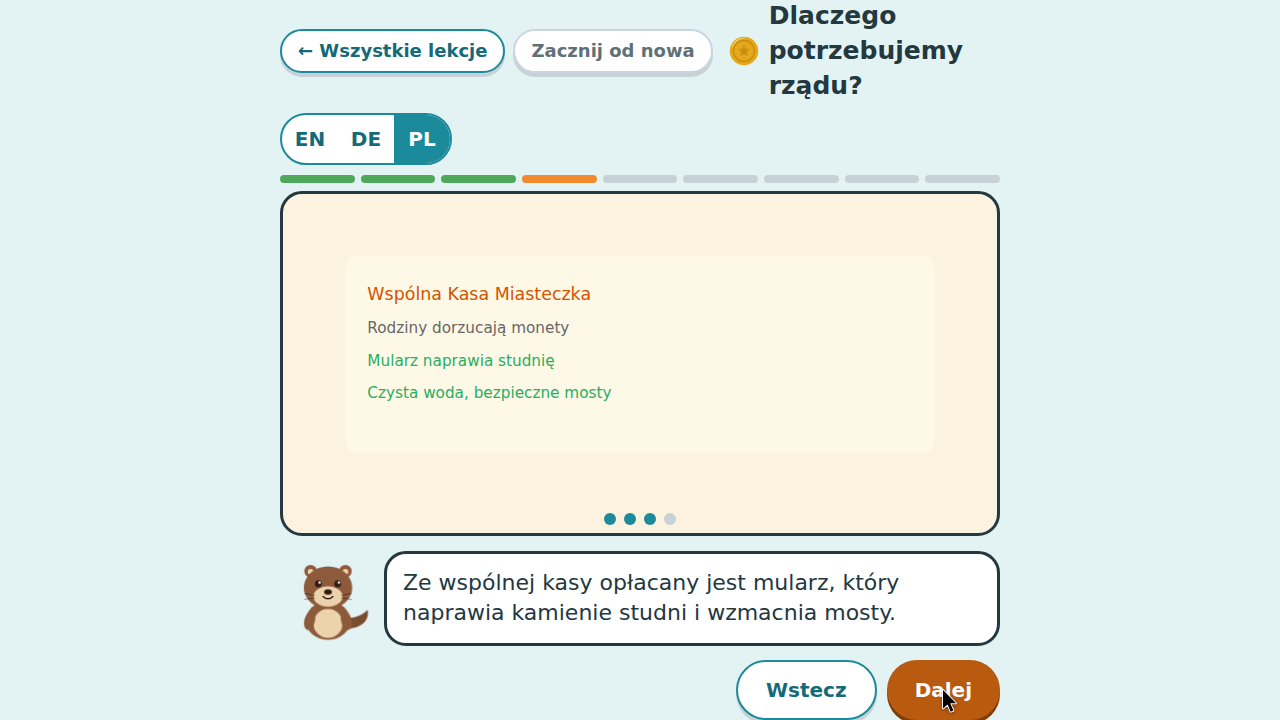 ← Wszystkie lekcje
Zacznij od nowa
Dlaczego
potrzebujemy
rządu?
EN DE PL
Wspólna Kasa Miasteczka
Rodziny dorzucają monety
Mularz naprawia studnię
Czysta woda, bezpieczne mosty
Ze wspólnej kasy opłacany jest mularz, który
naprawia kamienie studni i wzmacnia mosty.
Wstecz
Dalej